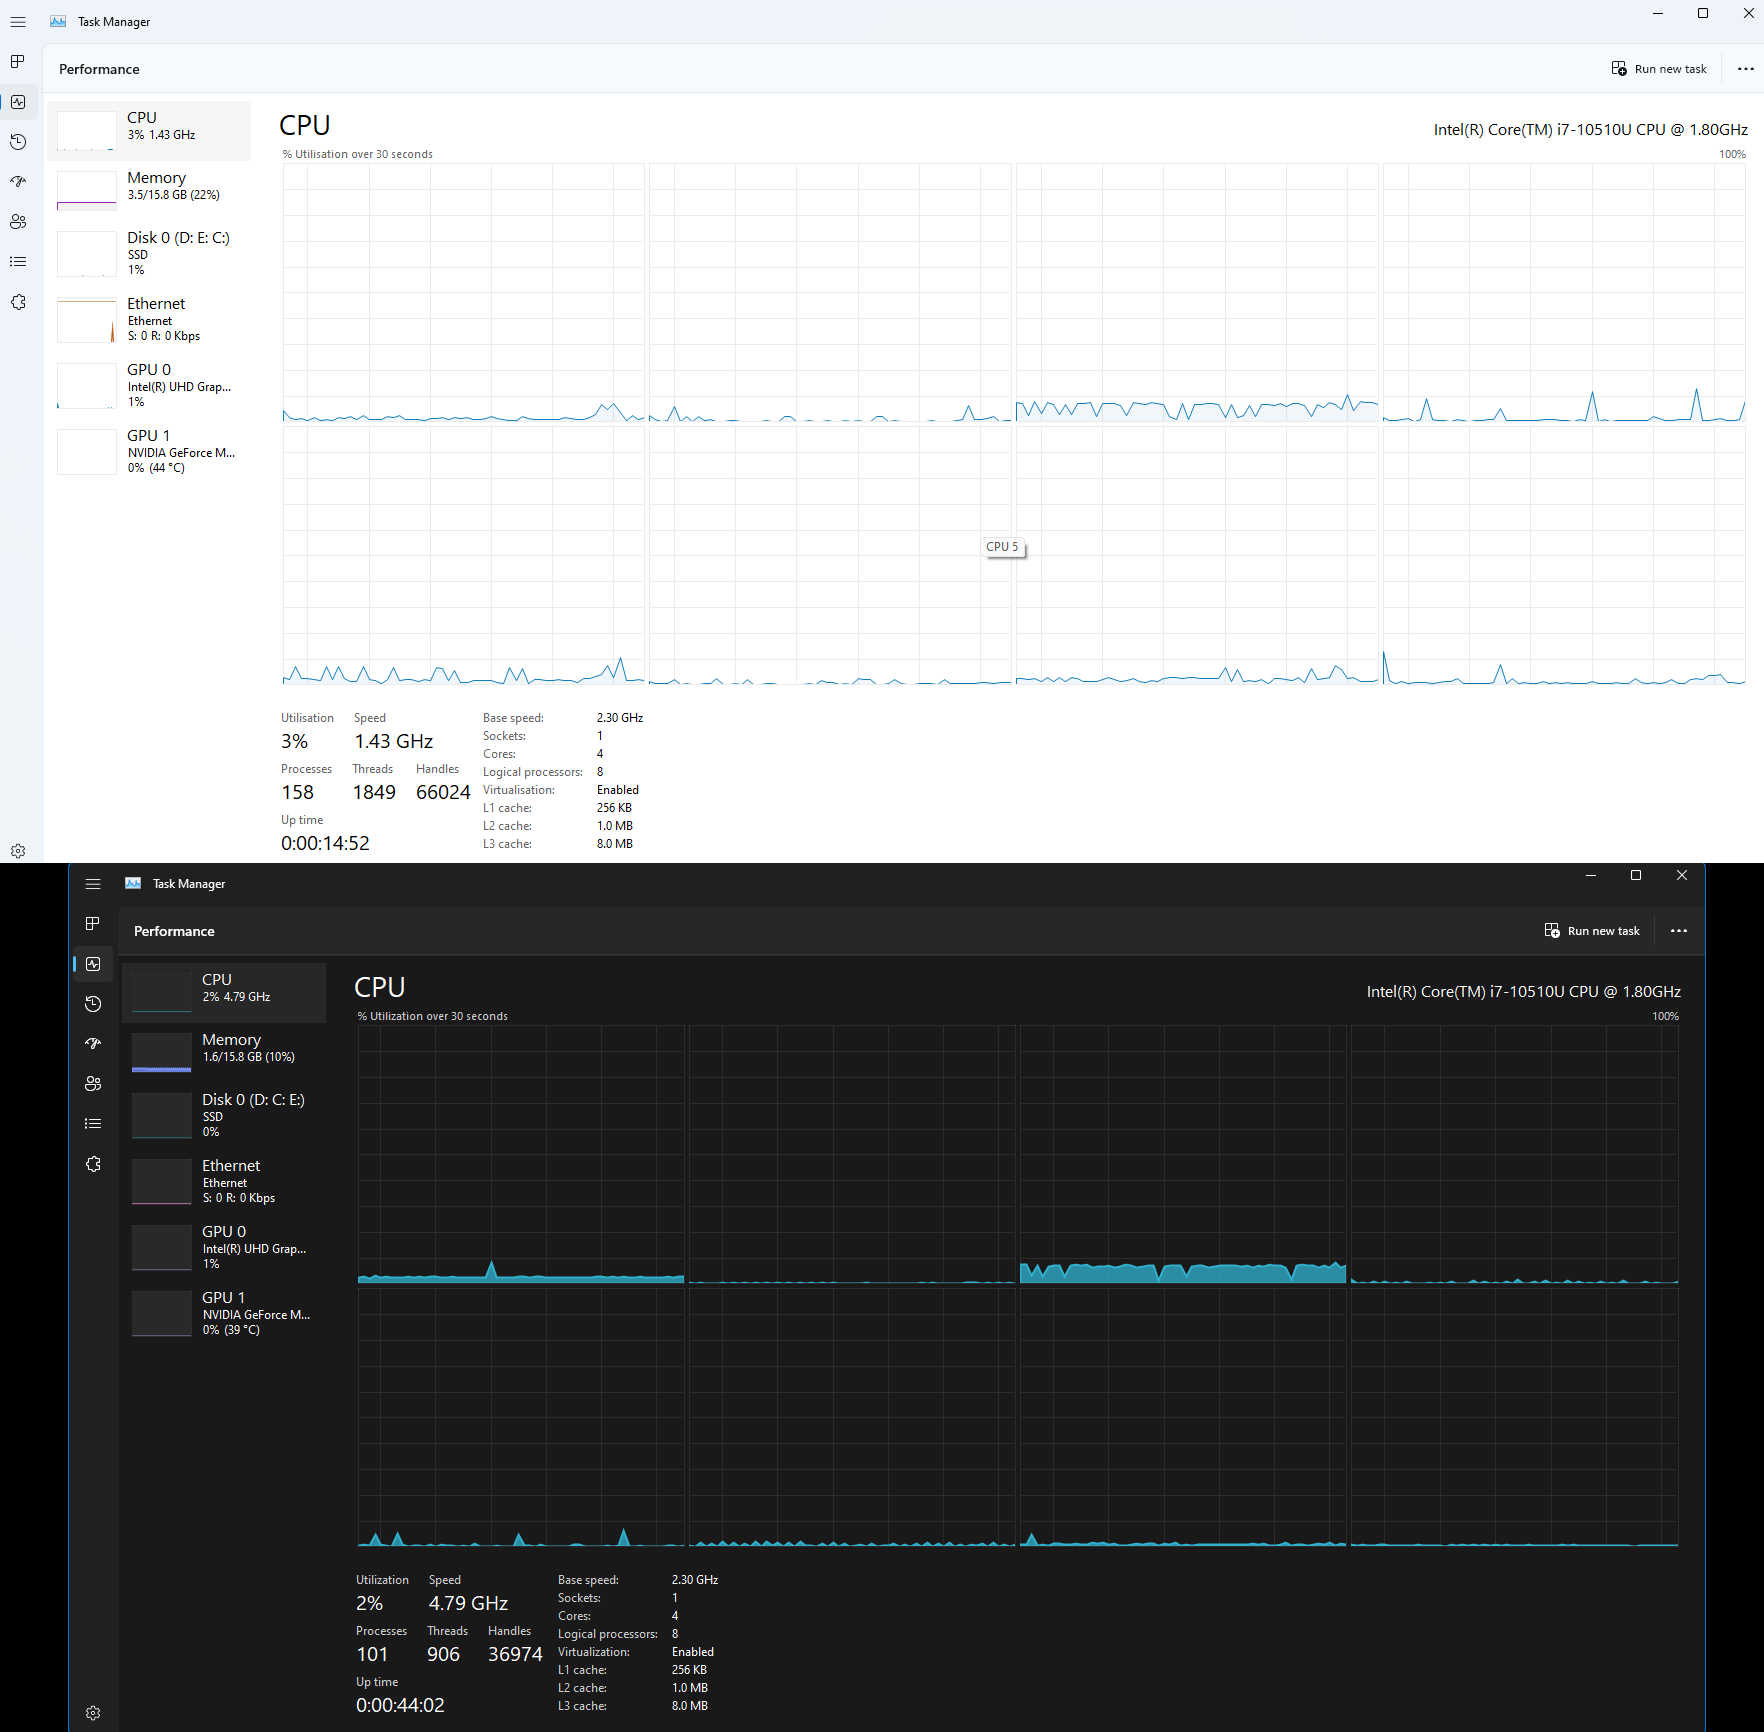 Task Manager
Performance
Run new task
CPU
3% 1.43 GHz
Memory
3.5/15.8 GB (22%)
Disk 0 (D: E: C:)
SSD
1%
Ethernet
Ethernet
S: 0 R: 0 Kbps
GPU 0
Intel(R) UHD Grap...
1%
GPU 1
NVIDIA GeForce M...
0% (44 °C)
CPU
Intel(R) Core(TM) i7-10510U CPU @ 1.80GHz
% Utilisation over 30 seconds
100%
CPU 5
Utilisation Speed
3% 1.43 GHz
Processes Threads Handles
158 1849 66024
Up time
0:00:14:52
Base speed: 2.30 GHz
Sockets: 1
Cores: 4
Logical processors: 8
Virtualisation: Enabled
L1 cache: 256 KB
L2 cache: 1.0 MB
L3 cache: 8.0 MB
Task Manager
Performance
Run new task
CPU
2% 4.79 GHz
Memory
1.6/15.8 GB (10%)
Disk 0 (D: C: E:)
SSD
0%
Ethernet
Ethernet
S: 0 R: 0 Kbps
GPU 0
Intel(R) UHD Grap...
1%
GPU 1
NVIDIA GeForce M...
0% (39 °C)
CPU
Intel(R) Core(TM) i7-10510U CPU @ 1.80GHz
% Utilization over 30 seconds
100%
Utilization Speed
2% 4.79 GHz
Processes Threads Handles
101 906 36974
Up time
0:00:44:02
Base speed: 2.30 GHz
Sockets: 1
Cores: 4
Logical processors: 8
Virtualization: Enabled
L1 cache: 256 KB
L2 cache: 1.0 MB
L3 cache: 8.0 MB